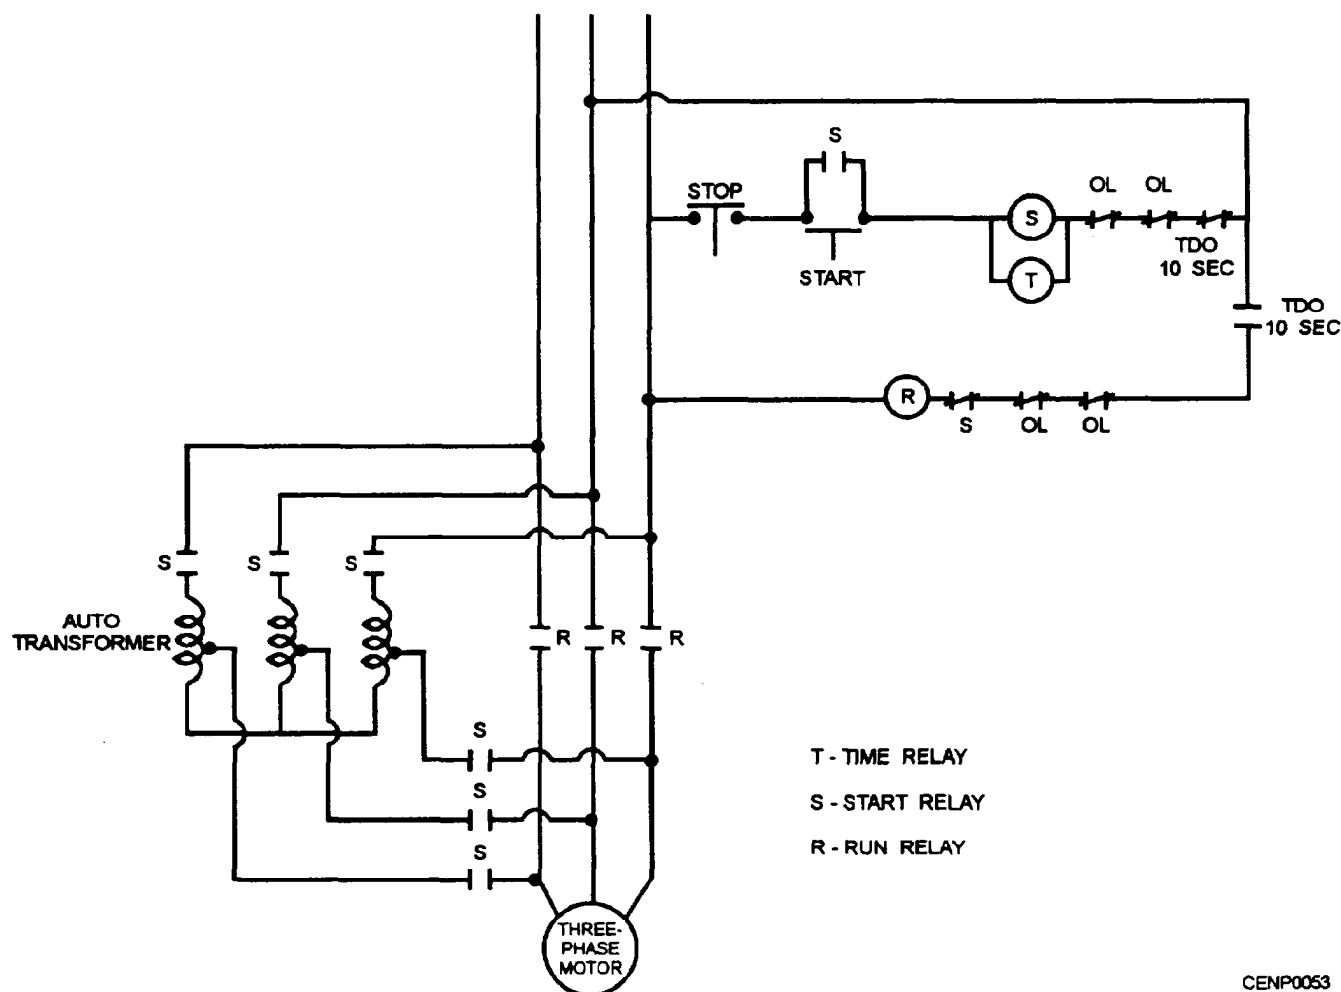 S
STOP
OL OL
S
TDO
10 SEC
START
T
TDO
10 SEC
R
S OL OL
S S S
AUTO
TRANSFORMER
R R R
S
T - TIME RELAY
S
S - START RELAY
S
R - RUN RELAY
THREE-
PHASE
MOTOR
CENP0053